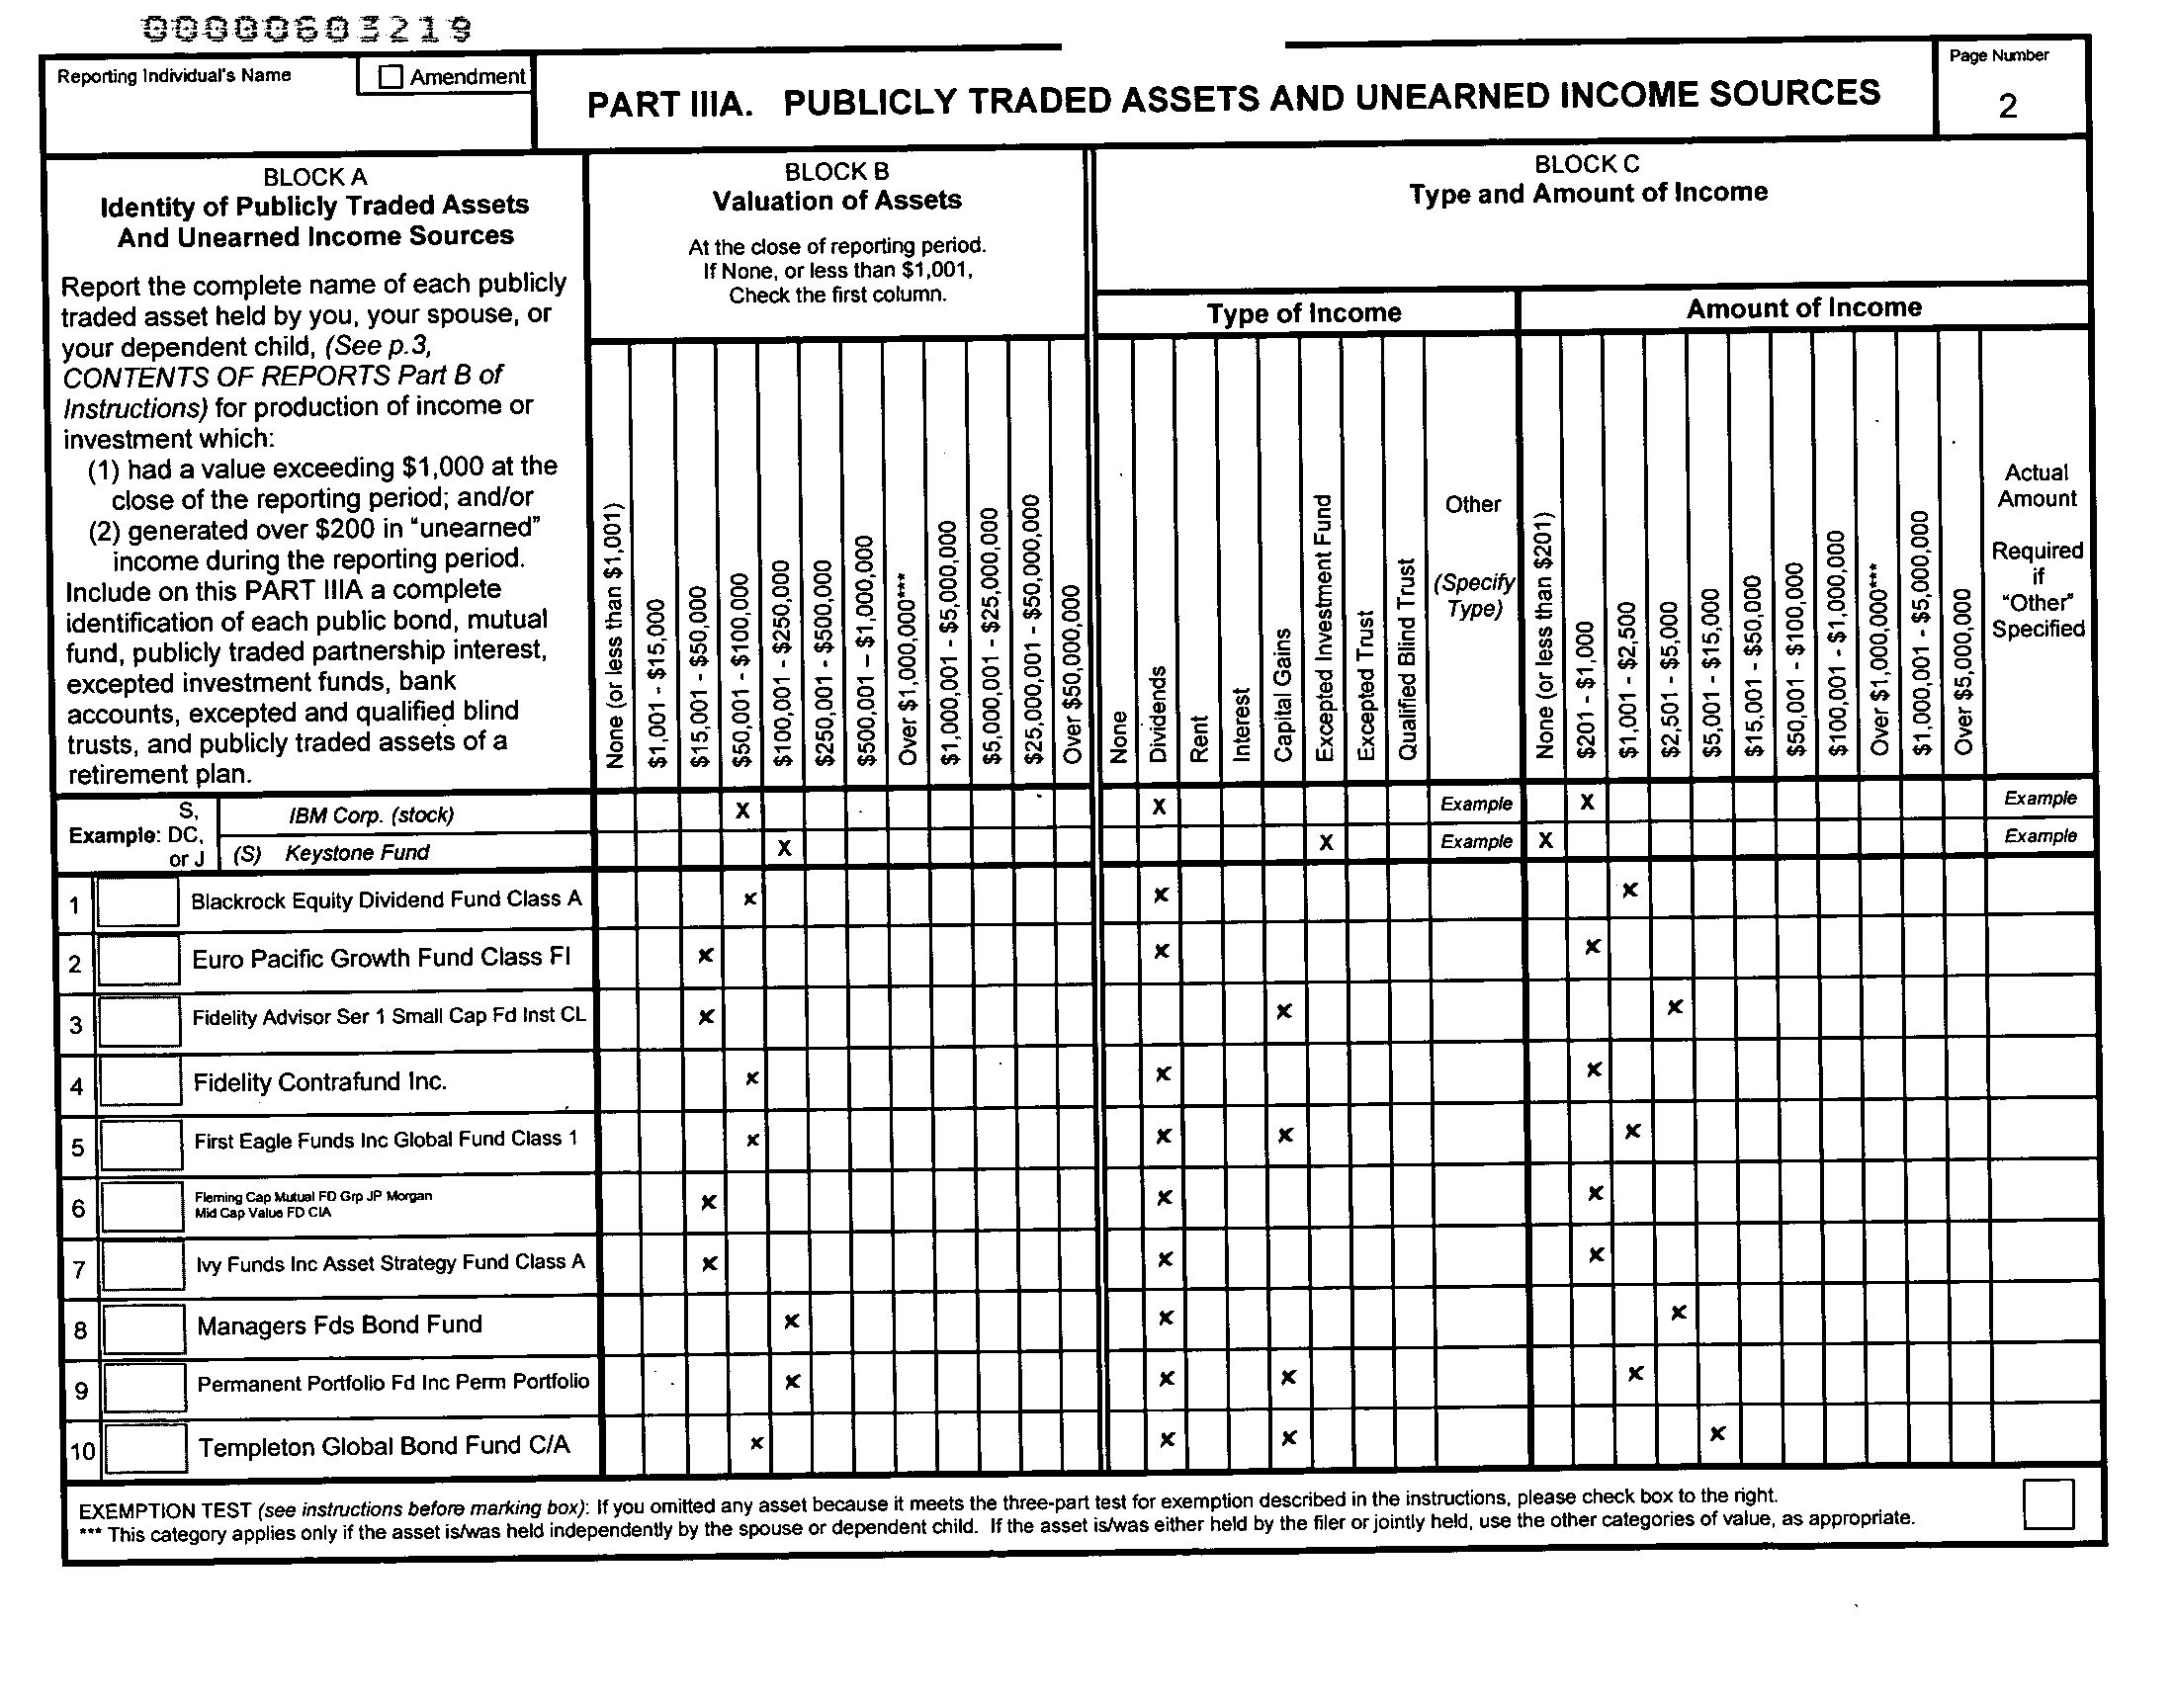 00000603219
Reporting Individual's Name
Amendment
PART IIIA. PUBLICLY TRADED ASSETS AND UNEARNED INCOME SOURCES
Page Number
2
BLOCK A
Identity of Publicly Traded Assets
And Unearned Income Sources
Report the complete name of each publicly
traded asset held by you, your spouse, or
your dependent child, (See p.3,
CONTENTS OF REPORTS Part B of
Instructions) for production of income or
investment which:
(1) had a value exceeding $1,000 at the
close of the reporting period; and/or
(2) generated over $200 in "unearned"
income during the reporting period.
Include on this PART IIIA a complete
identification of each public bond, mutual
fund, publicly traded partnership interest,
excepted investment funds, bank
accounts, excepted and qualified blind
trusts, and publicly traded assets of a
retirement plan.
BLOCK B
Valuation of Assets
At the close of reporting period.
If None, or less than $1,001,
Check the first column.
None (or less than $1,001)
$1,001 - $15,000
$15,001 - $50,000
$50,001 - $100,000
$100,001 - $250,000
$250,001 - $500,000
$500,001 – $1,000,000
Over $1,000,000***
$1,000,001 - $5,000,000
$5,000,001 - $25,000,000
$25,000,001 - $50,000,000
Over $50,000,000
BLOCK C
Type and Amount of Income
Type of Income
None
Dividends
Rent
Interest
Capital Gains
Excepted Investment Fund
Excepted Trust
Qualified Blind Trust
Other
(Specify
Type)
Amount of Income
None (or less than $201)
$201 - $1,000
$1,001 - $2,500
$2,501 - $5,000
$5,001 - $15,000
$15,001 - $50,000
$50,001 - $100,000
$100,001 - $1,000,000
Over $1,000,000***
$1,000,001 - $5,000,000
Over $5,000,000
Actual
Amount
Required
if
"Other"
Specified
Example: S,
DC,
or J
IBM Corp. (stock) X X Example X Example
(S) Keystone Fund X X Example X Example
1 Blackrock Equity Dividend Fund Class A x x x
2 Euro Pacific Growth Fund Class FI x x x
3 Fidelity Advisor Ser 1 Small Cap Fd Inst CL x x x
4 Fidelity Contrafund Inc. x x x
5 First Eagle Funds Inc Global Fund Class 1 x x x x
6 Fleming Cap Mutual FD Grp JP Morgan
Mid Cap Value FD CIA x x x
7 Ivy Funds Inc Asset Strategy Fund Class A x x x
8 Managers Fds Bond Fund x x x
9 Permanent Portfolio Fd Inc Perm Portfolio x x x x
10 Templeton Global Bond Fund C/A x x x x
EXEMPTION TEST (see instructions before marking box): If you omitted any asset because it meets the three-part test for exemption described in the instructions, please check box to the right.
*** This category applies only if the asset is/was held independently by the spouse or dependent child. If the asset is/was either held by the filer or jointly held, use the other categories of value, as appropriate.